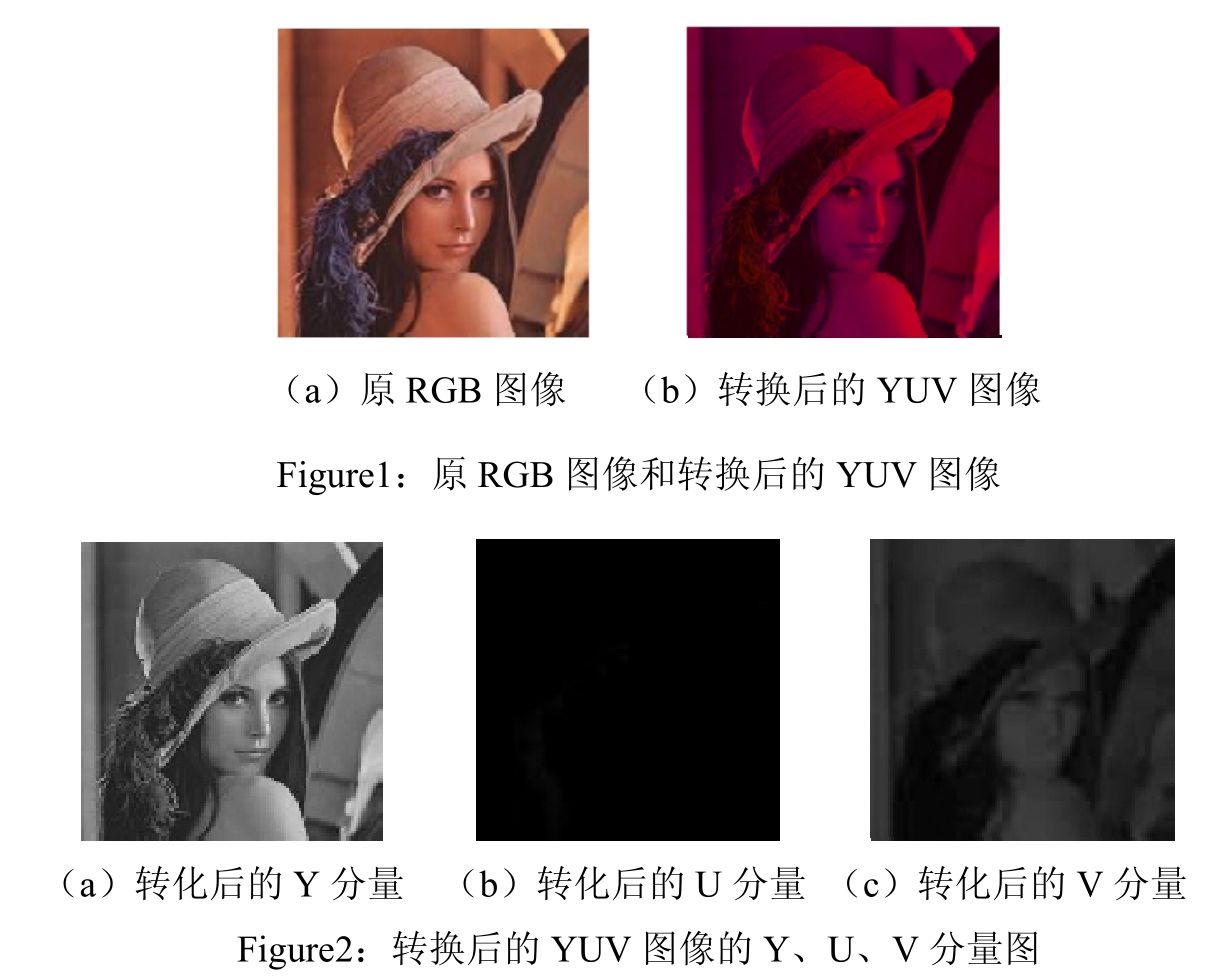 （a）原 RGB 图像 （b）转换后的 YUV 图像
Figure1：原 RGB 图像和转换后的 YUV 图像
（a）转化后的 Y 分量 （b）转化后的 U 分量 （c）转化后的 V 分量
Figure2：转换后的 YUV 图像的 Y、U、V 分量图